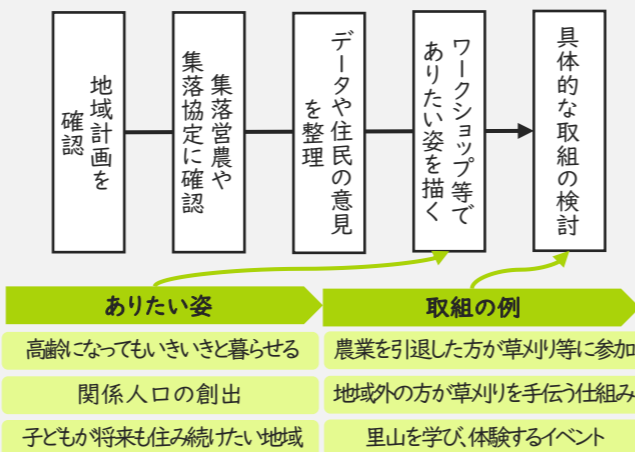 地域計画を
確認
集落営農や
集落協定に確認
データや住民の意見
を整理
ワークショップ等で
ありたい姿を描く
具体的な取組の検討
ありたい姿
取組の例
高齢になってもいきいきと暮らせる
農業を引退した方が草刈り等に参加
関係人口の創出
地域外の方が草刈りを手伝う仕組み
子どもが将来も住み続けたい地域
里山を学び、体験するイベント